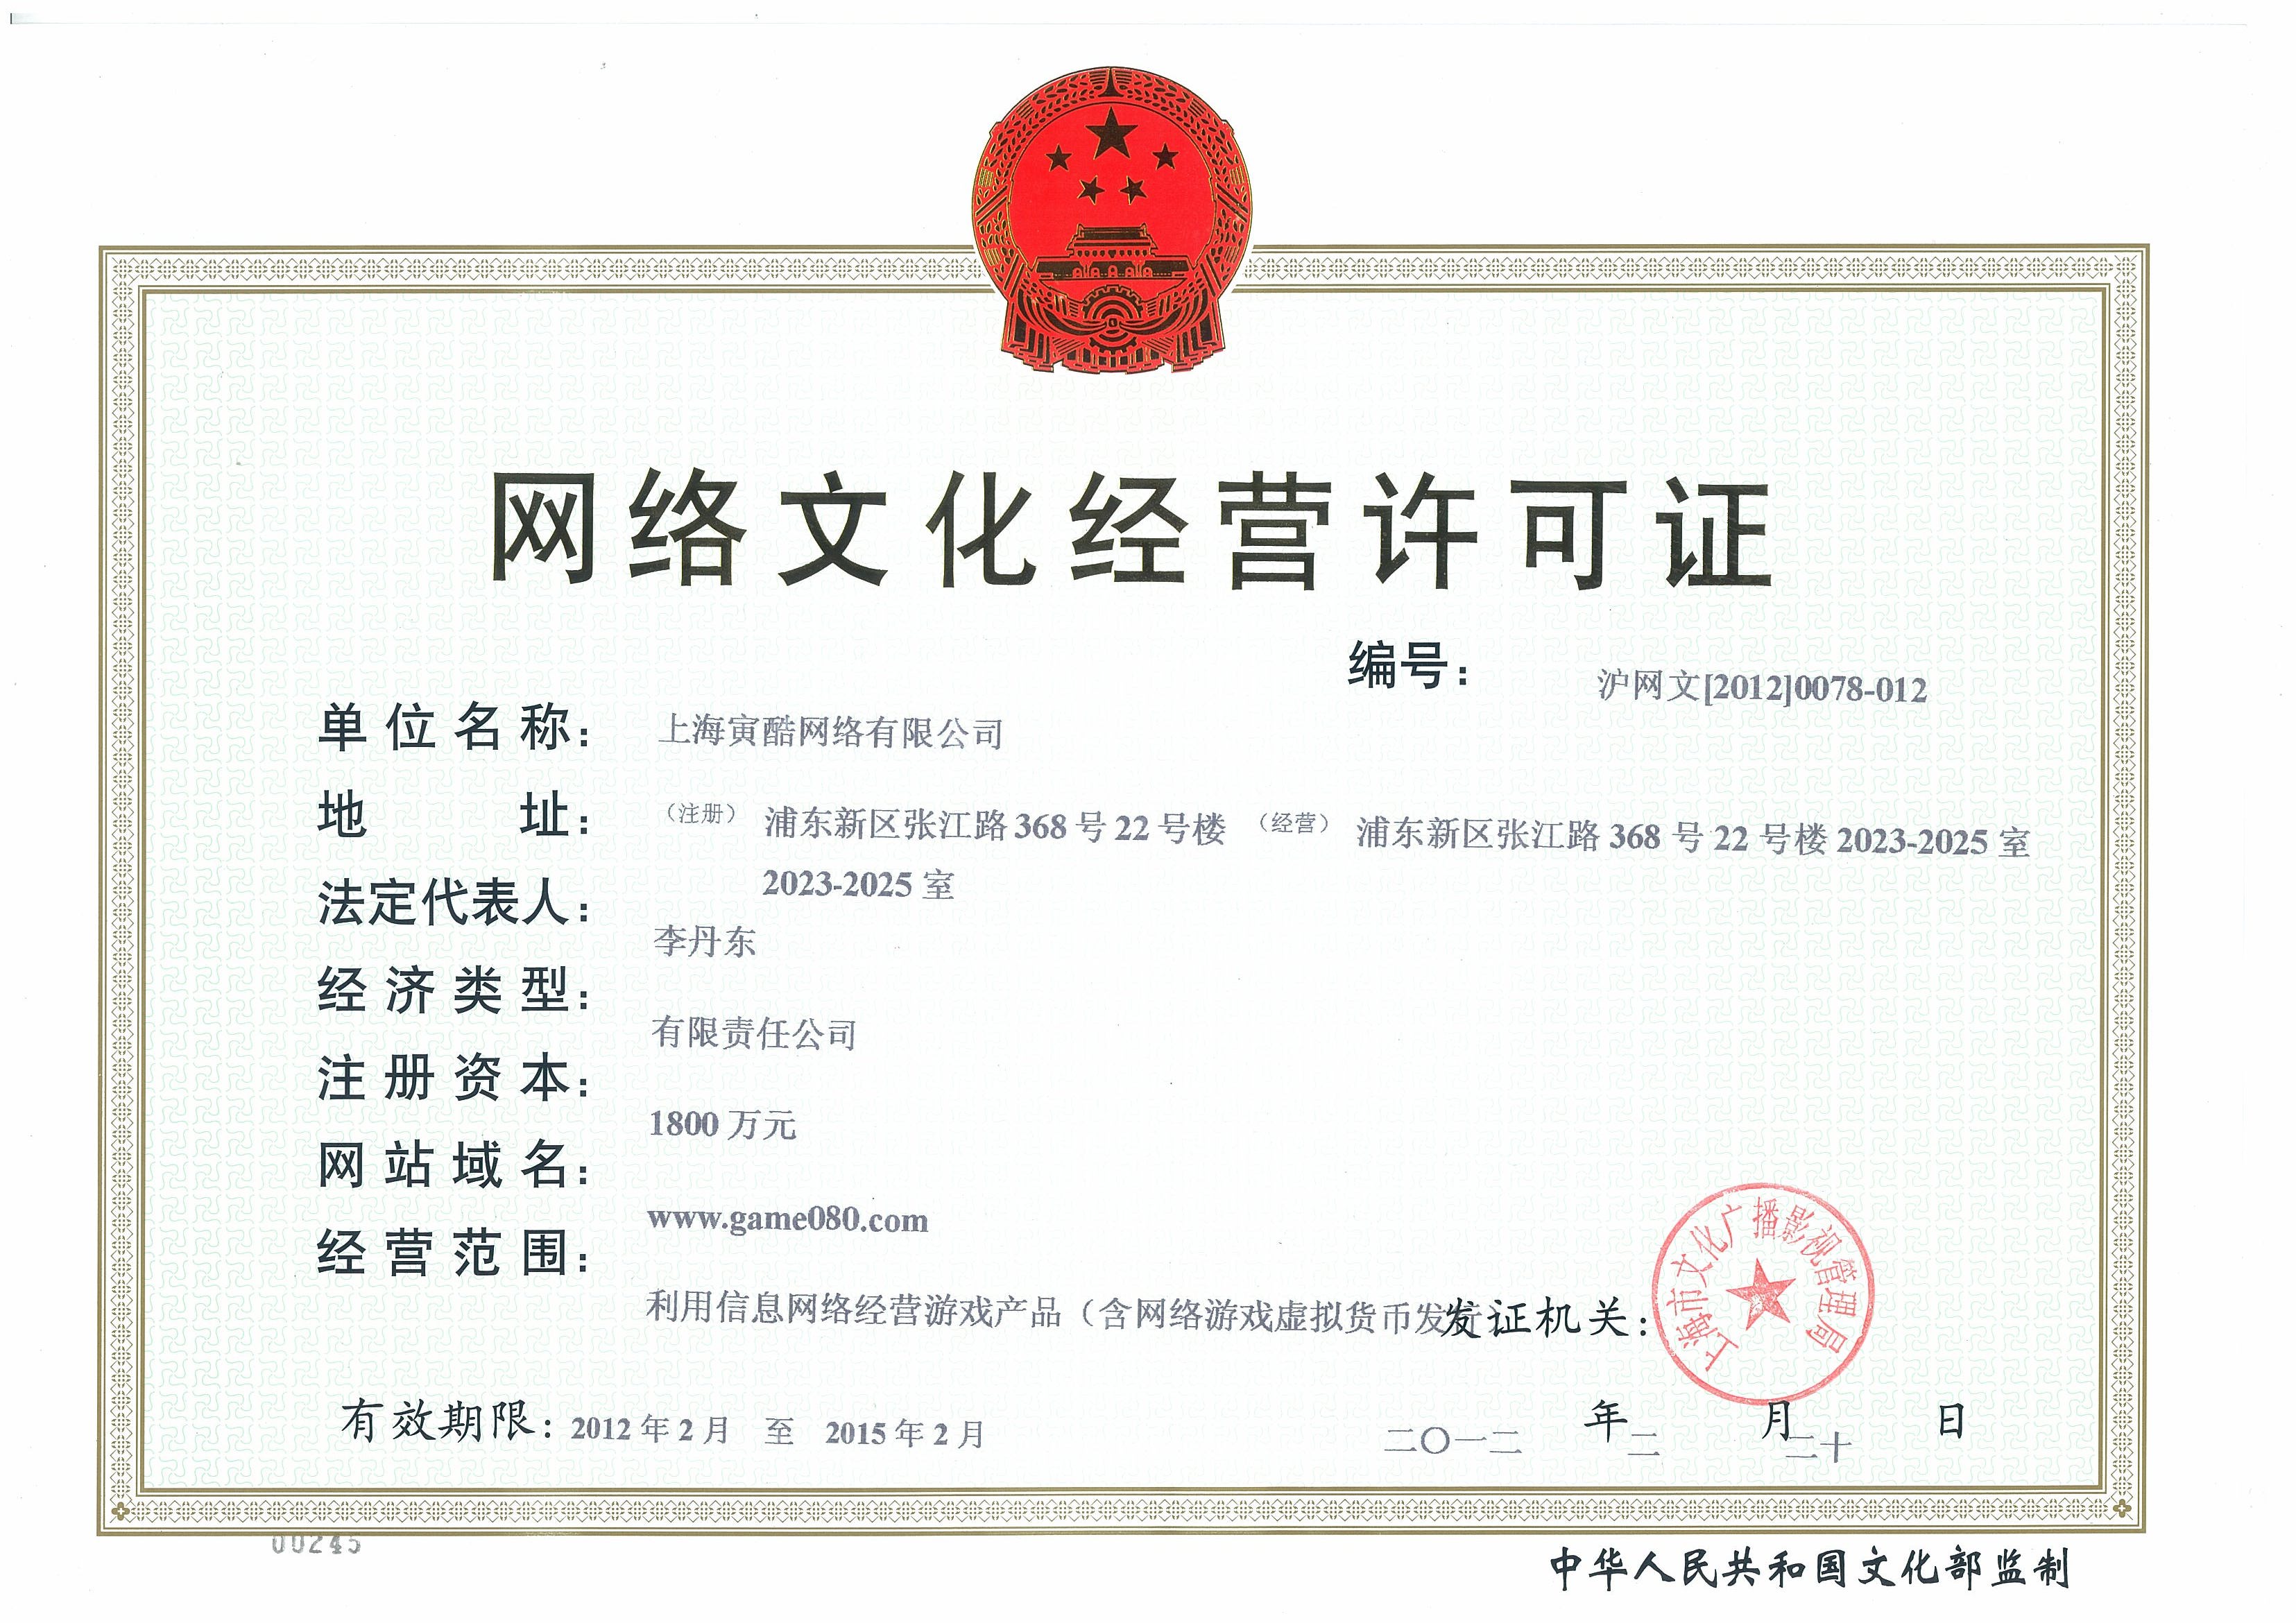 网络文化经营许可证
编号： 沪网文[2012]0078-012
单位名称： 上海寅酷网络有限公司
地址： （注册） 浦东新区张江路368号22号楼 （经营） 浦东新区张江路368号22号楼2023-2025室
2023-2025室
法定代表人： 李丹东
经济类型： 有限责任公司
注册资本： 1800万元
网站域名： www.game080.com
经营范围： 利用信息网络经营游戏产品（含网络游戏虚拟货币发行）
发证机关：
上海市文化广播影视管理局
有效期限： 2012年2月 至 2015年2月
二〇一二年二月二十日
00245
中华人民共和国文化部监制